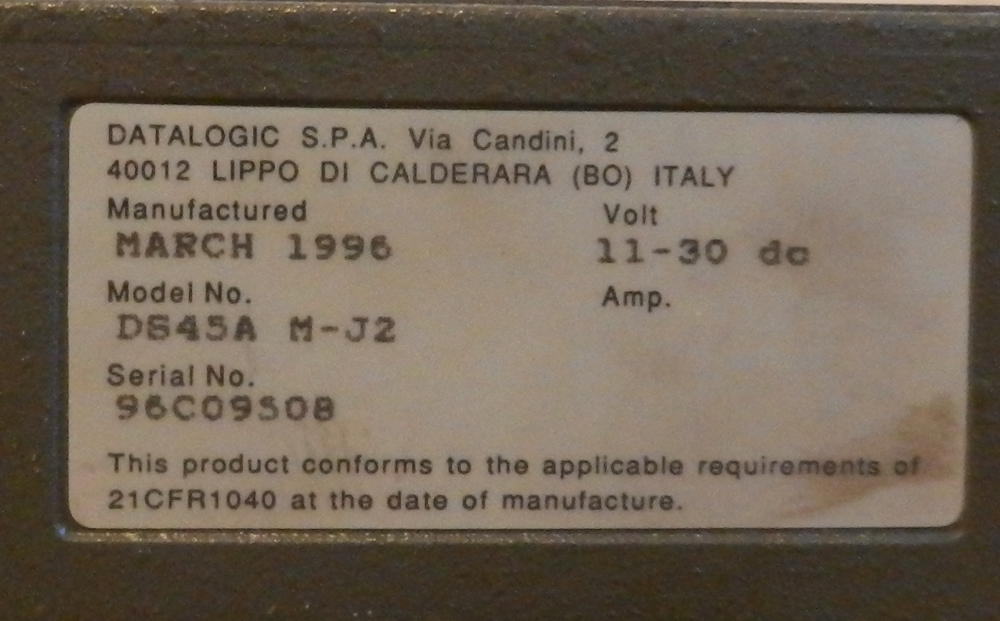 DATALOGIC S.P.A. Via Candini, 2
40012 LIPPO DI CALDERARA (BO) ITALY
Manufactured Volt
MARCH 1996 11-30 dc
Model No. Amp.
DS45A M-J2
Serial No.
96C09508
This product conforms to the applicable requirements of
21CFR1040 at the date of manufacture.